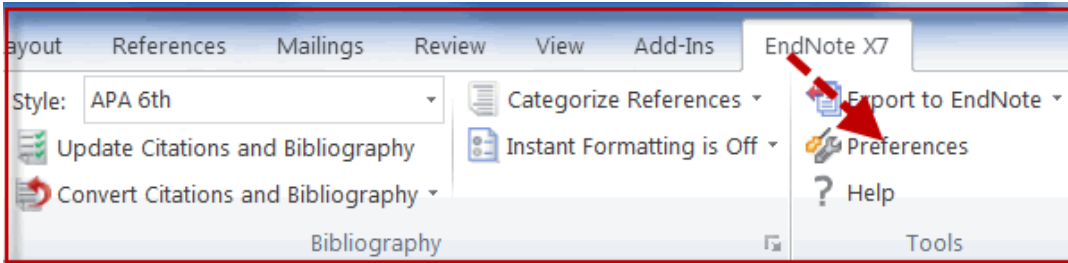 ayout References Mailings Review View Add-Ins EndNote X7
Style: APA 6th Categorize References Export to EndNote
Update Citations and Bibliography Instant Formatting is Off Preferences
Convert Citations and Bibliography ? Help
Bibliography Tools